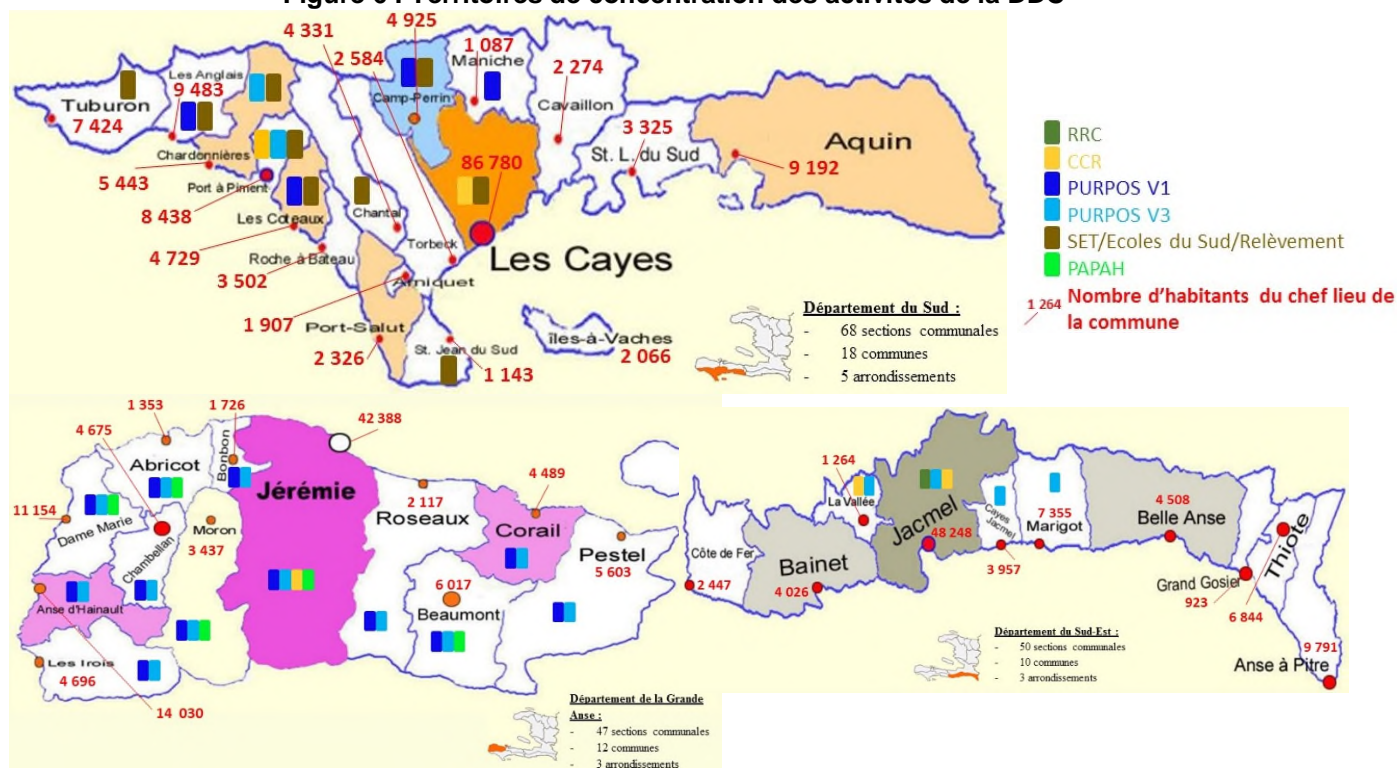 Figure 6 : Territoires de concentration des activités de la DDC
4 331
4 925
2 584
1 087
Maniche
2 274
Les Anglais
9 483
Tuburon
7 424
Camp-Perrin
Cavaillon
3 325
St. L. du Sud
Aquin
9 192
86 780
Chardonnières
5 443
Port à Piment
8 438
Les Coteaux
4 729
Roche à Bateau
3 502
Chantal
Torbeck
Les Cayes
Arniquet
1 907
Port-Salut
2 326
St. Jean du Sud
1 143
îles-à-Vaches
2 066
Département du Sud :
- 68 sections communales
- 18 communes
- 5 arrondissements
RRC
CCR
PURPOS V1
PURPOS V3
SET/Ecoles du Sud/Relèvement
PAPAH
1 264 Nombre d'habitants du chef lieu de
la commune
1 353
1 726
42 388
4 675
Abricot
Bonbon
Jérémie
4 489
2 117
Roseaux
Corail
11 154
Dame Marie
Moron
3 437
Chambellan
Pestel
5 603
6 017
Beaumont
Anse d'Hainault
Les Irois
4 696
14 030
Département de la Grande
Anse :
- 47 sections communales
- 12 communes
- 3 arrondissements
1 264
La Vallée
Jacmel
48 248
Cayes
Jacmel
7 355
Marigot
4 508
Belle Anse
Thiote
Côte de Fer
2 447
Bainet
4 026
3 957
Grand Gosier
923
6 844
9 791
Anse à Pitre
Département du Sud-Est :
- 50 sections communales
- 10 communes
- 3 arrondissements